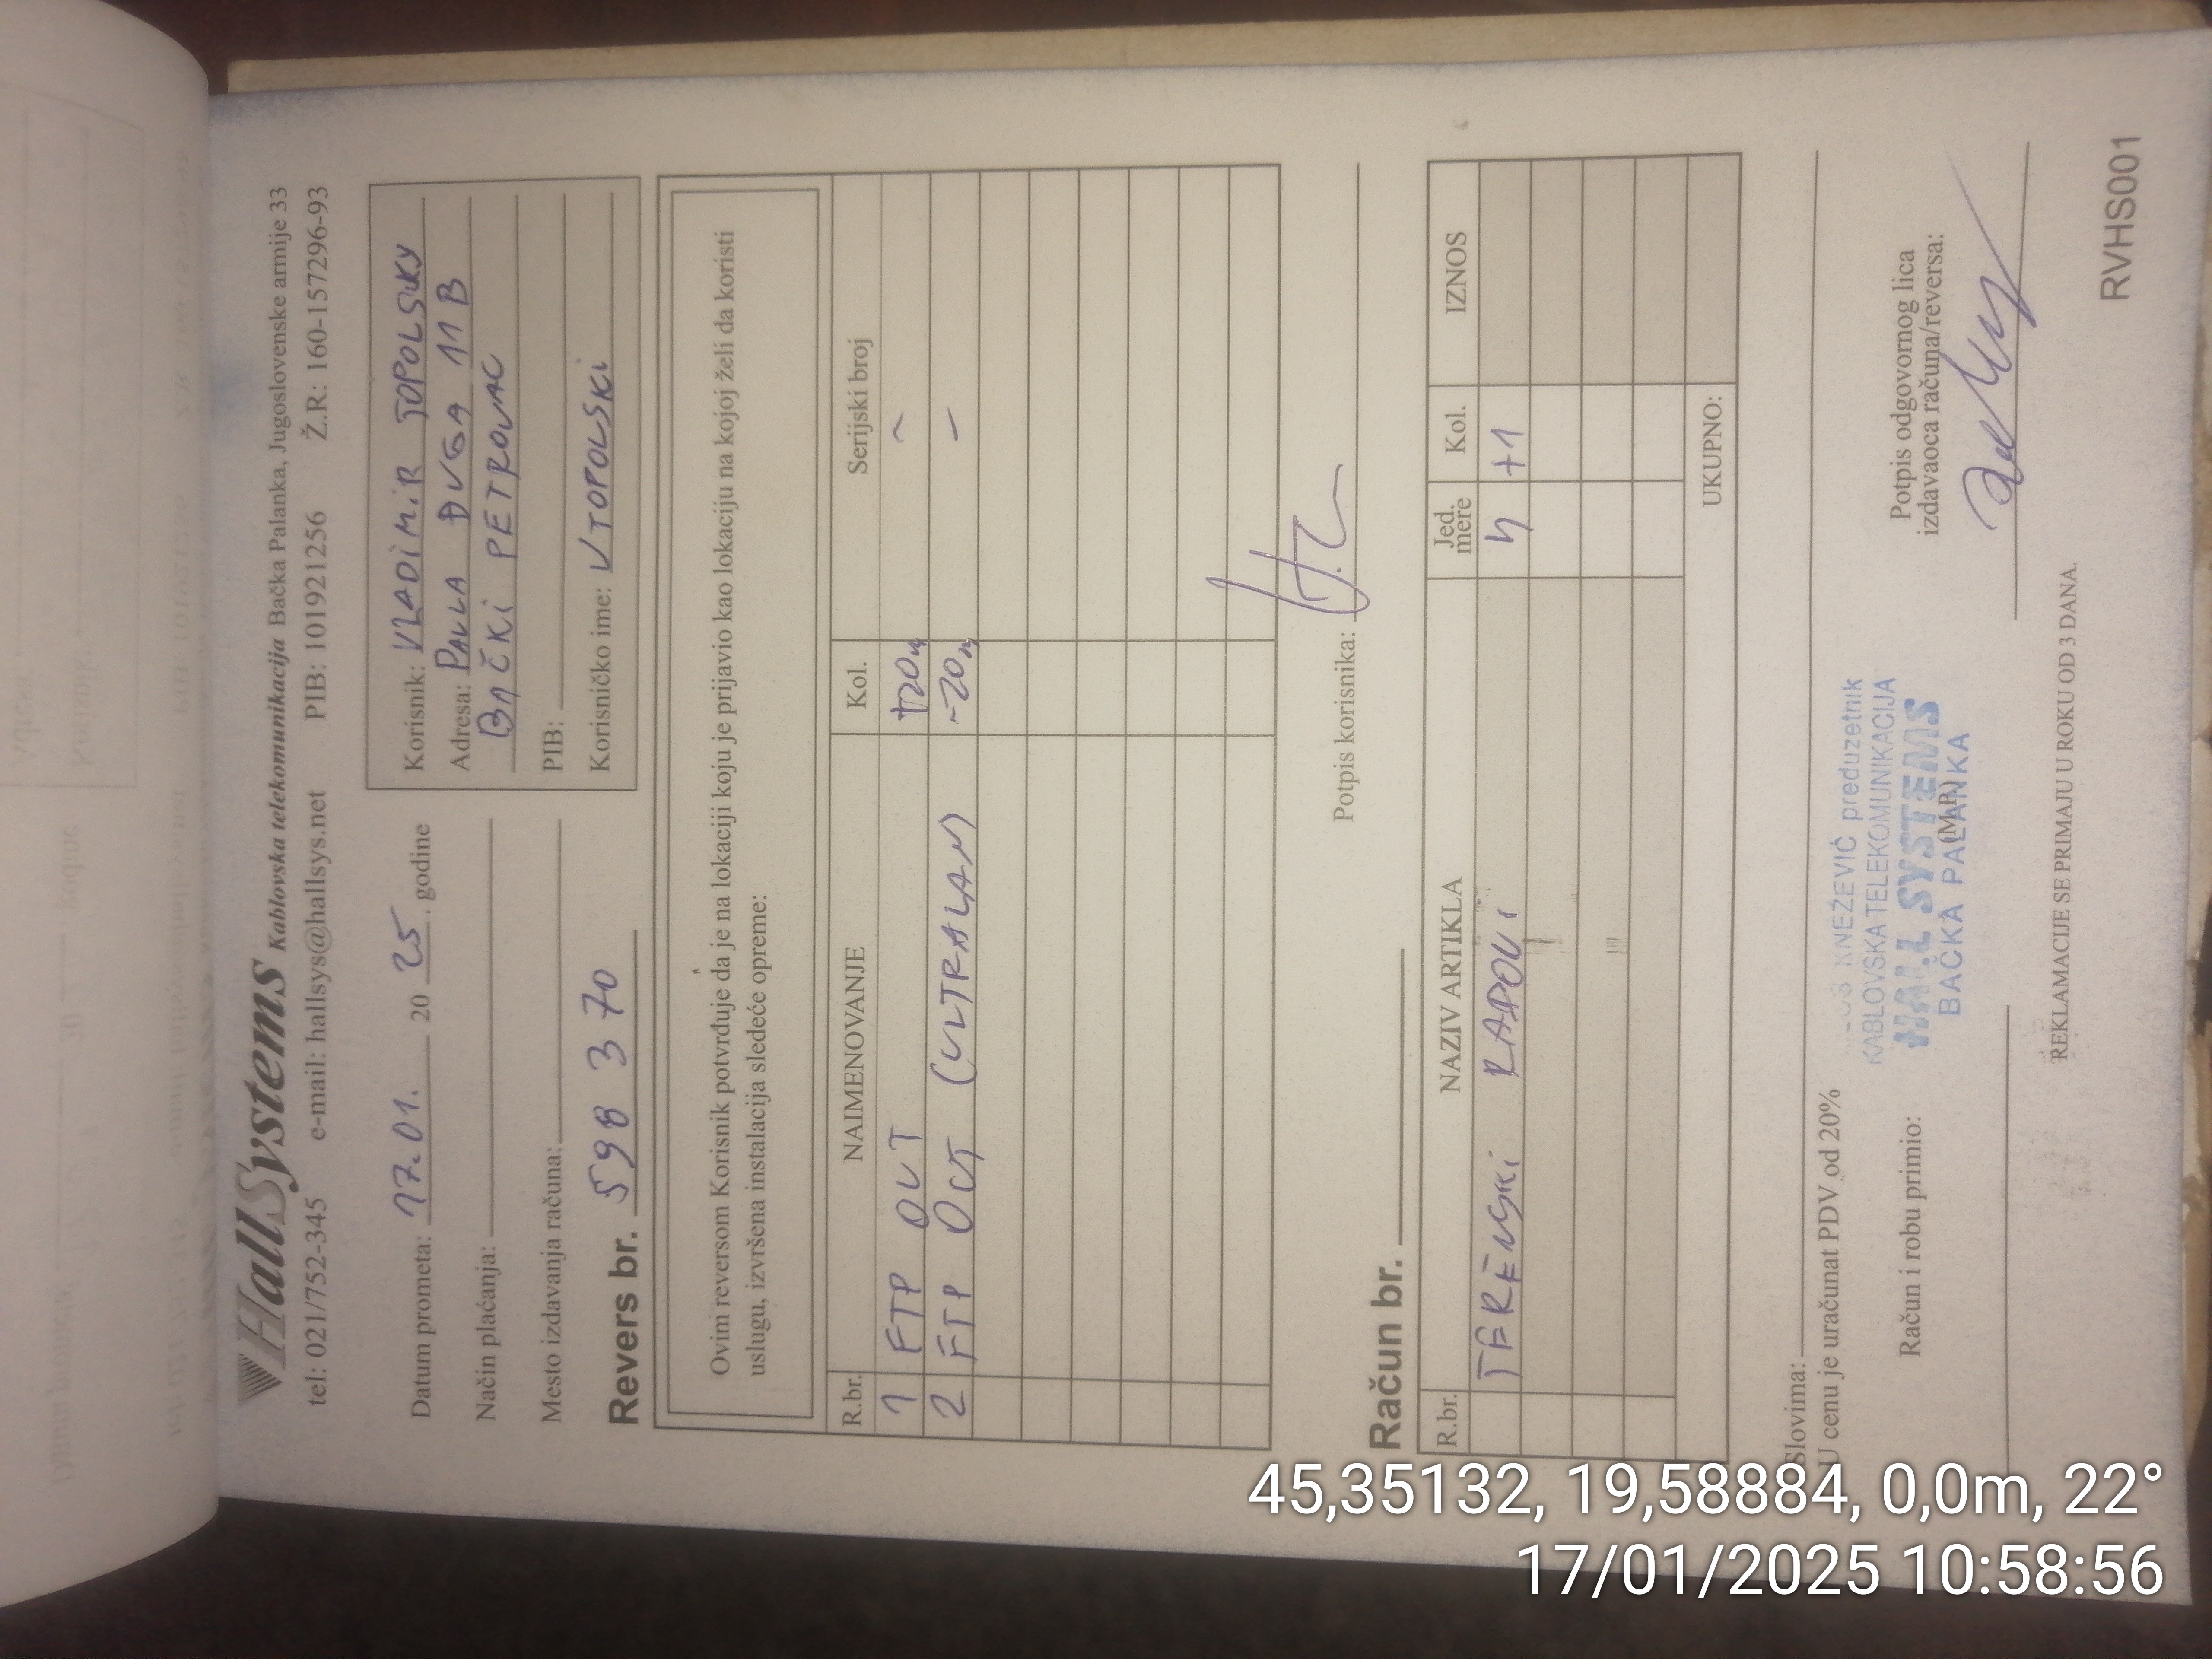 HallSystems Kablovska telekomunikacija Bačka Palanka, Jugoslovenske armije 33
tel: 021/752-345 e-mail: hallsys@hallsys.net PIB: 101921256 Ž.R.: 160-157296-93
Datum prometa: 17.01. 2025. godine
Način plaćanja:
Mesto izdavanja računa:
Revers br. 598 370
Korisnik: VLADIMIR TOPOLSKY
Adresa: PAVLA ĐUGA 11 B
BAČKI PETROVAC
PIB:
Korisničko ime: VTOPOLSKI
Ovim reversom Korisnik potvrđuje da je na lokaciji koju je prijavio kao lokaciju na kojoj želi da koristi
uslugu, izvršena instalacija sledeće opreme:
R.br. NAIMENOVANJE Kol. Serijski broj
1 FTP OUT +20m -
2 FTP OUT (ULTRALAN) -20m -
Potpis korisnika:
Račun br.
R.br. NAZIV ARTIKLA Jed. mere Kol. IZNOS
TERENSKI RADOVI h +1
UKUPNO:
Slovima:
U cenu je uračunat PDV od 20%
Račun i robu primio:
KNEŽEVIĆ preduzetnik
KABLOVSKA TELEKOMUNIKACIJA
HALL SYSTEMS
(M.P.)
BAČKA PALANKA
Potpis odgovornog lica
izdavaoca računa/reversa:
REKLAMACIJE SE PRIMAJU U ROKU OD 3 DANA.
RVHS001
45,35132, 19,58884, 0,0m, 22°
17/01/2025 10:58:56